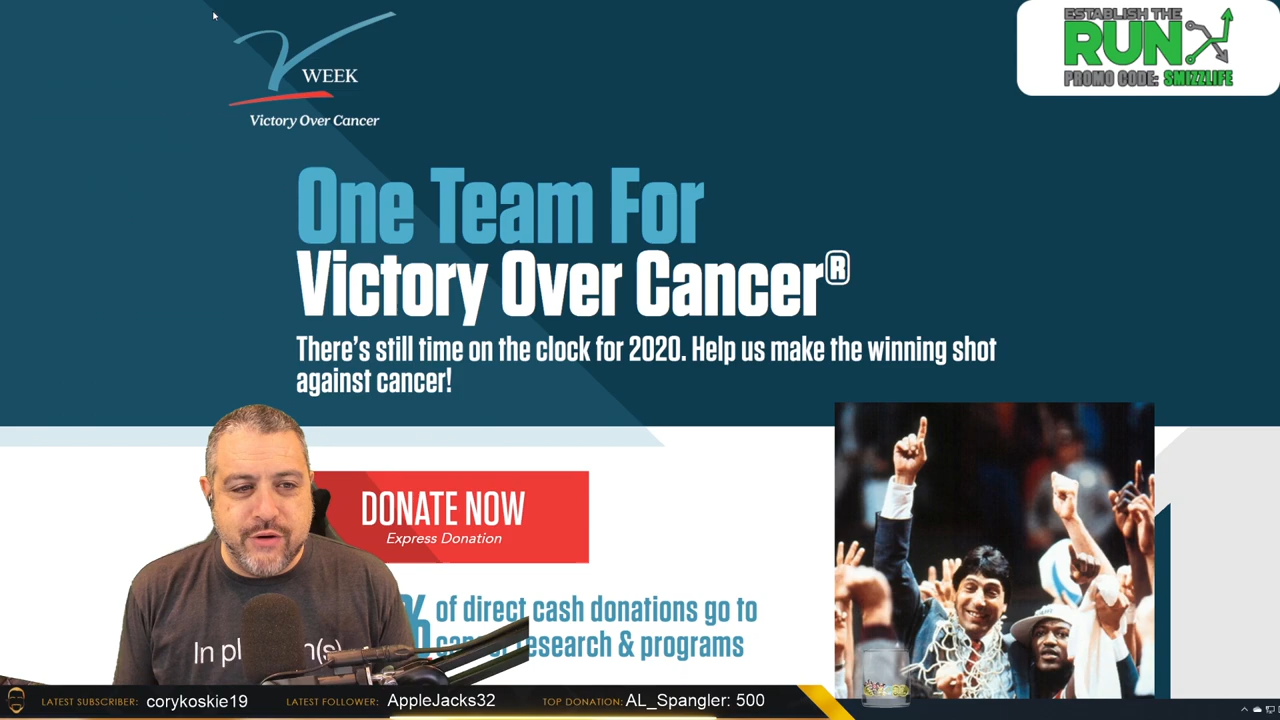 ESTABLISH THE
RUN
PROMO CODE: SMIZZLIFE
V
WEEK
Victory Over Cancer
One Team For
Victory Over Cancer®
There's still time on the clock for 2020. Help us make the winning shot
against cancer!
DONATE NOW
Express Donation
% of direct cash donations go to
research & programs
In
LATEST SUBSCRIBER: corykoskie19
LATEST FOLLOWER: AppleJacks32
TOP DONATION: AL_Spangler: 500